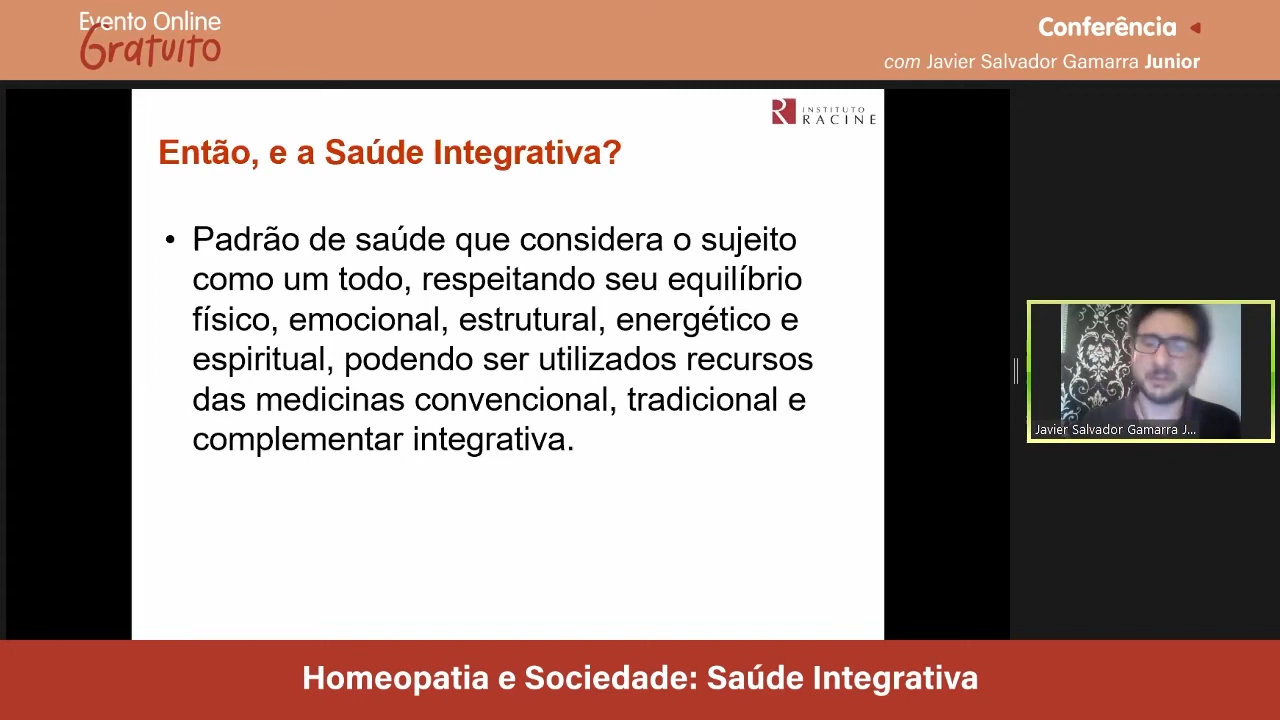 Evento Online
Gratuito
Conferência
com Javier Salvador Gamarra Junior
INSTITUTO
RACINE
Então, e a Saúde Integrativa?
• Padrão de saúde que considera o sujeito
como um todo, respeitando seu equilíbrio
físico, emocional, estrutural, energético e
espiritual, podendo ser utilizados recursos
das medicinas convencional, tradicional e
complementar integrativa.
Javier Salvador Gamarra J...
Homeopatia e Sociedade: Saúde Integrativa